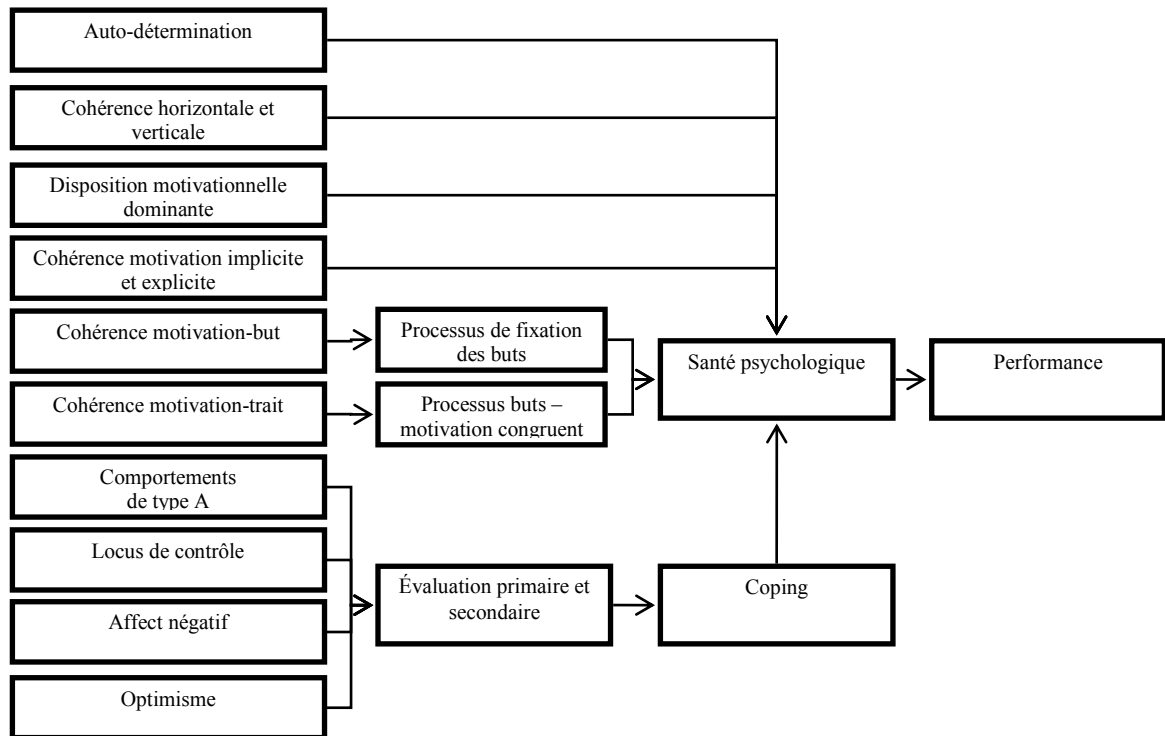 Auto-détermination
Cohérence horizontale et
verticale
Disposition motivationnelle
dominante
Cohérence motivation implicite
et explicite
Cohérence motivation-but
Processus de fixation
des buts
Santé psychologique
Performance
Cohérence motivation-trait
Processus buts –
motivation congruent
Comportements
de type A
Locus de contrôle
Évaluation primaire et
secondaire
Coping
Affect négatif
Optimisme